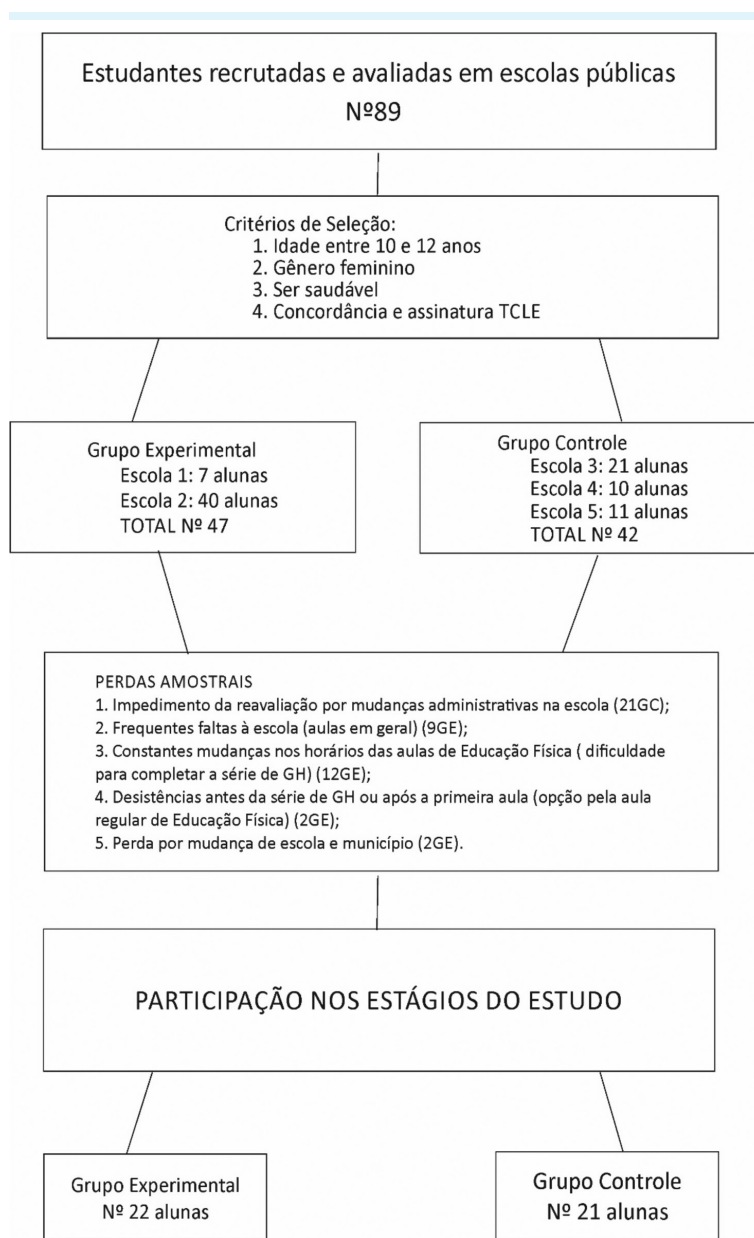 Estudantes recrutadas e avaliadas em escolas públicas
Nº89
Critérios de Seleção:
1. Idade entre 10 e 12 anos
2. Gênero feminino
3. Ser saudável
4. Concordância e assinatura TCLE
Grupo Experimental
Escola 1: 7 alunas
Escola 2: 40 alunas
TOTAL Nº 47
Grupo Controle
Escola 3: 21 alunas
Escola 4: 10 alunas
Escola 5: 11 alunas
TOTAL Nº 42
PERDAS AMOSTRAIS
1. Impedimento da reavaliação por mudanças administrativas na escola (21GC);
2. Frequentes faltas à escola (aulas em geral) (9GE);
3. Constantes mudanças nos horários das aulas de Educação Física ( dificuldade
para completar a série de GH) (12GE);
4. Desistências antes da série de GH ou após a primeira aula (opção pela aula
regular de Educação Física) (2GE);
5. Perda por mudança de escola e município (2GE).
PARTICIPAÇÃO NOS ESTÁGIOS DO ESTUDO
Grupo Experimental
Nº 22 alunas
Grupo Controle
Nº 21 alunas